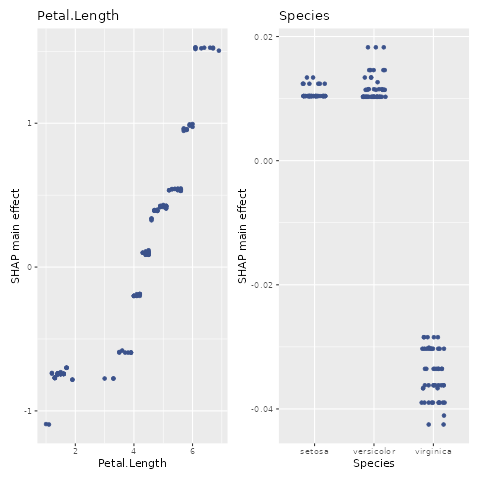 Petal.Length
SHAP main effect
1
0
-1
2
4
6
Petal.Length
Species
SHAP main effect
0.02
0.00
-0.02
-0.04
setosa
versicolor
virginica
Species